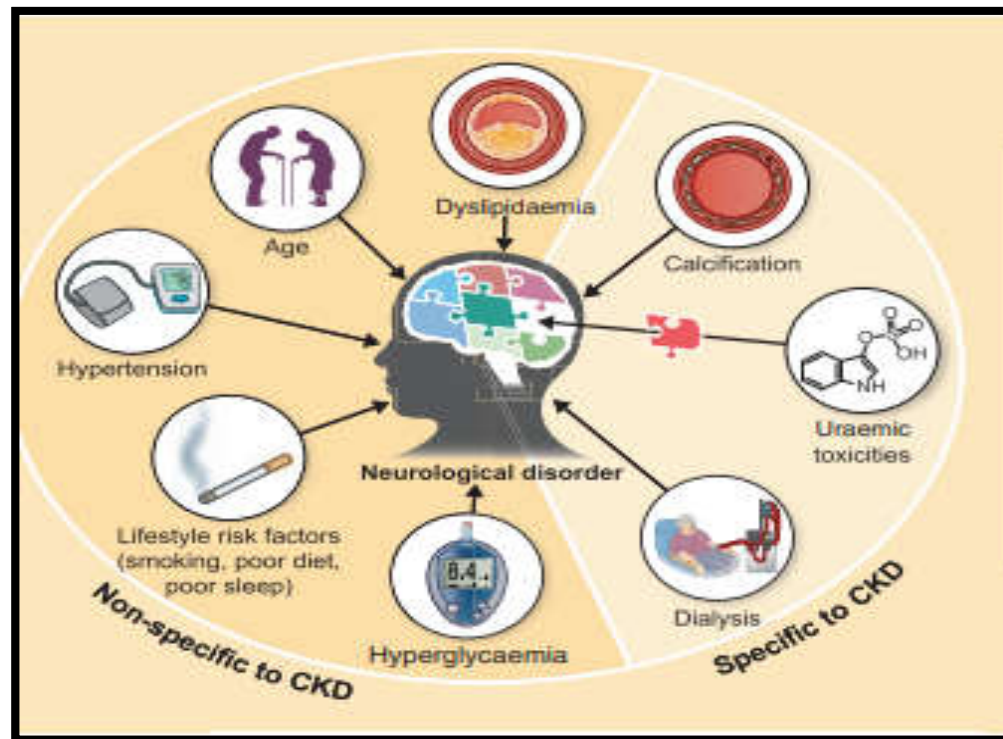 Dyslipidaemia
Age
Calcification
Hypertension
OH
O
S
O
O
NH
Uraemic
toxicities
Neurological disorder
Lifestyle risk factors
(smoking, poor diet,
poor sleep)
8.4
Hyperglycaemia
Dialysis
Non-specific to CKD
Specific to CKD